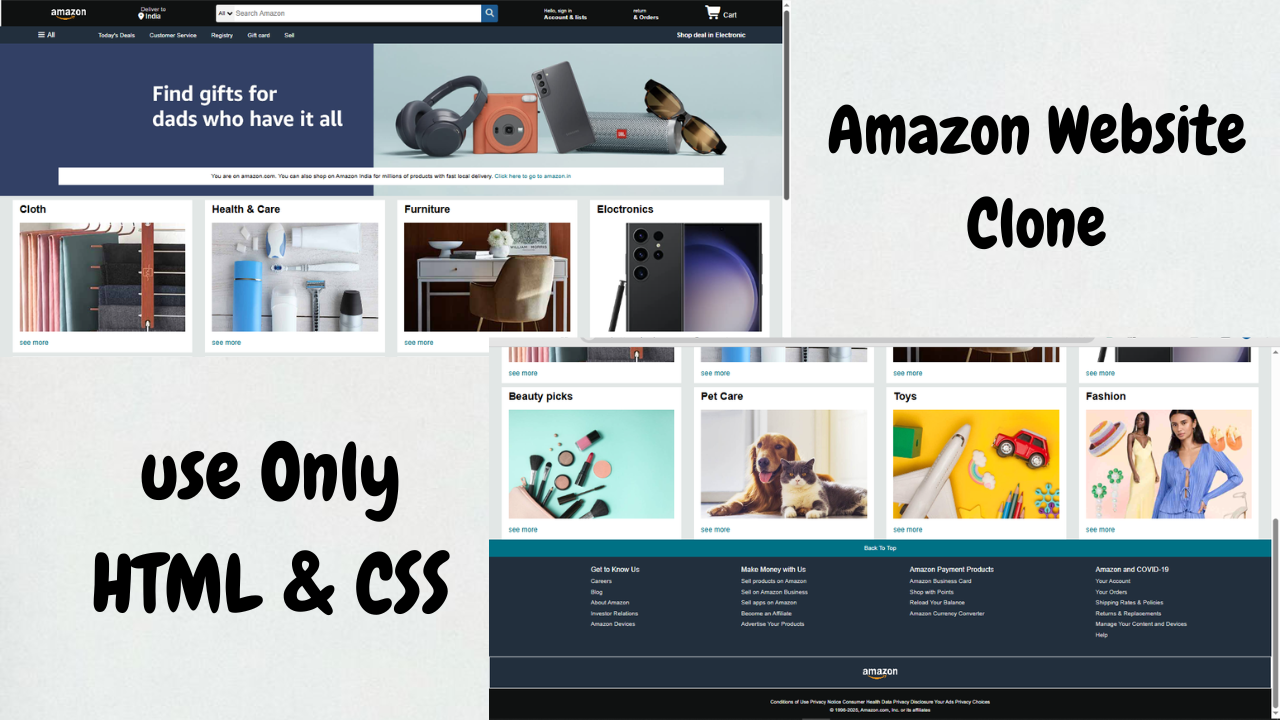 amazon
Deliver to
India
All
Search Amazon
Hello, sign in
Account & lists
return
& Orders
Cart
All
Today's Deals
Customer Service
Registry
Gift card
Sell
Shop deal in Electronic
Find gifts for
dads who have it all
JBL
You are on amazon.com. You can also shop on Amazon India for millions of products with fast local delivery. Click here to go to amazon.in
Cloth
Health & Care
Furniture
Eloctronics
see more
see more
see more
Amazon Website
Clone
use Only
HTML & CSS
see more
see more
see more
see more
Beauty picks
Pet Care
Toys
Fashion
see more
see more
see more
see more
Back To Top
Get to Know Us
Careers
Blog
About Amazon
Investor Relations
Amazon Devices
Make Money with Us
Sell products on Amazon
Sell on Amazon Business
Sell apps on Amazon
Become an Affiliate
Advertise Your Products
Amazon Payment Products
Amazon Business Card
Shop with Points
Reload Your Balance
Amazon Currency Converter
Amazon and COVID-19
Your Account
Your Orders
Shipping Rates & Policies
Returns & Replacements
Manage Your Content and Devices
Help
amazon
Conditions of Use Privacy Notice Consumer Health Data Privacy Disclosure Your Ads Privacy Choices
© 1996-2025, Amazon.com, Inc. or its affiliates